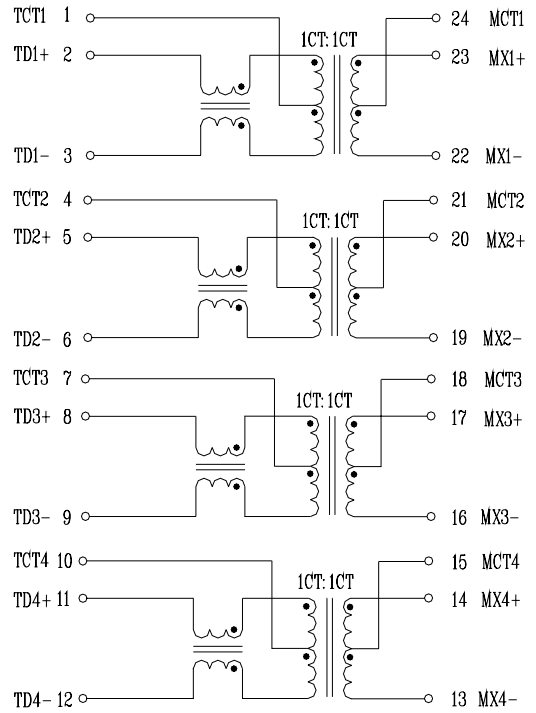 TCT1 1 24 MCT1
1CT: 1CT
TD1+ 2 23 MX1+
TD1- 3 22 MX1-
TCT2 4 21 MCT2
1CT: 1CT
TD2+ 5 20 MX2+
TD2- 6 19 MX2-
TCT3 7 18 MCT3
1CT: 1CT
TD3+ 8 17 MX3+
TD3- 9 16 MX3-
TCT4 10 15 MCT4
1CT: 1CT
TD4+ 11 14 MX4+
TD4- 12 13 MX4-